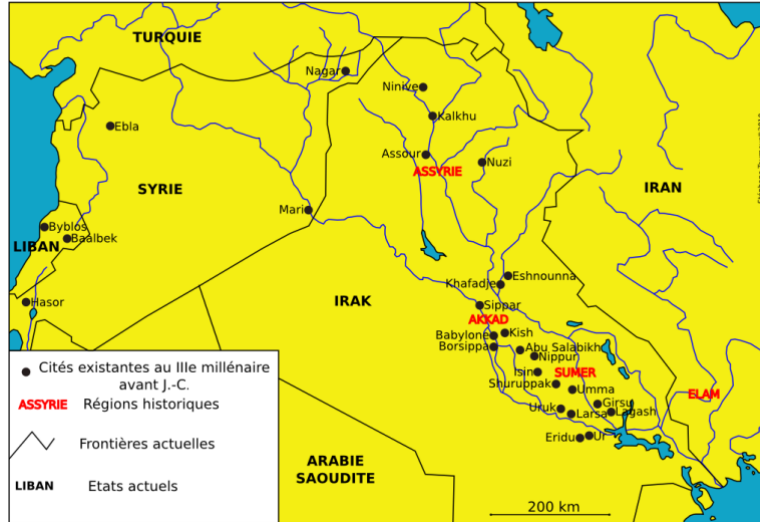 TURQUIE
Nagar
Ninive
Kalkhu
Ebla
Assour
ASSYRIE
Nuzi
SYRIE
IRAN
Mari
Byblos
LIBAN
Baalbek
Eshnounna
Khafadje
Hasor
IRAK
Sippar
AKKAD
Babylone
Kish
Borsippa
Abu Salabikh
Nippur
Isin
SUMER
Shuruppak
Umma
ELAM
Girsu
Uruk
Larsa
Lagash
Eridu
Ur
ARABIE
SAOUDITE
200 km
Cités existantes au IIIe millénaire
avant J.-C.
ASSYRIE Régions historiques
Frontières actuelles
LIBAN Etats actuels